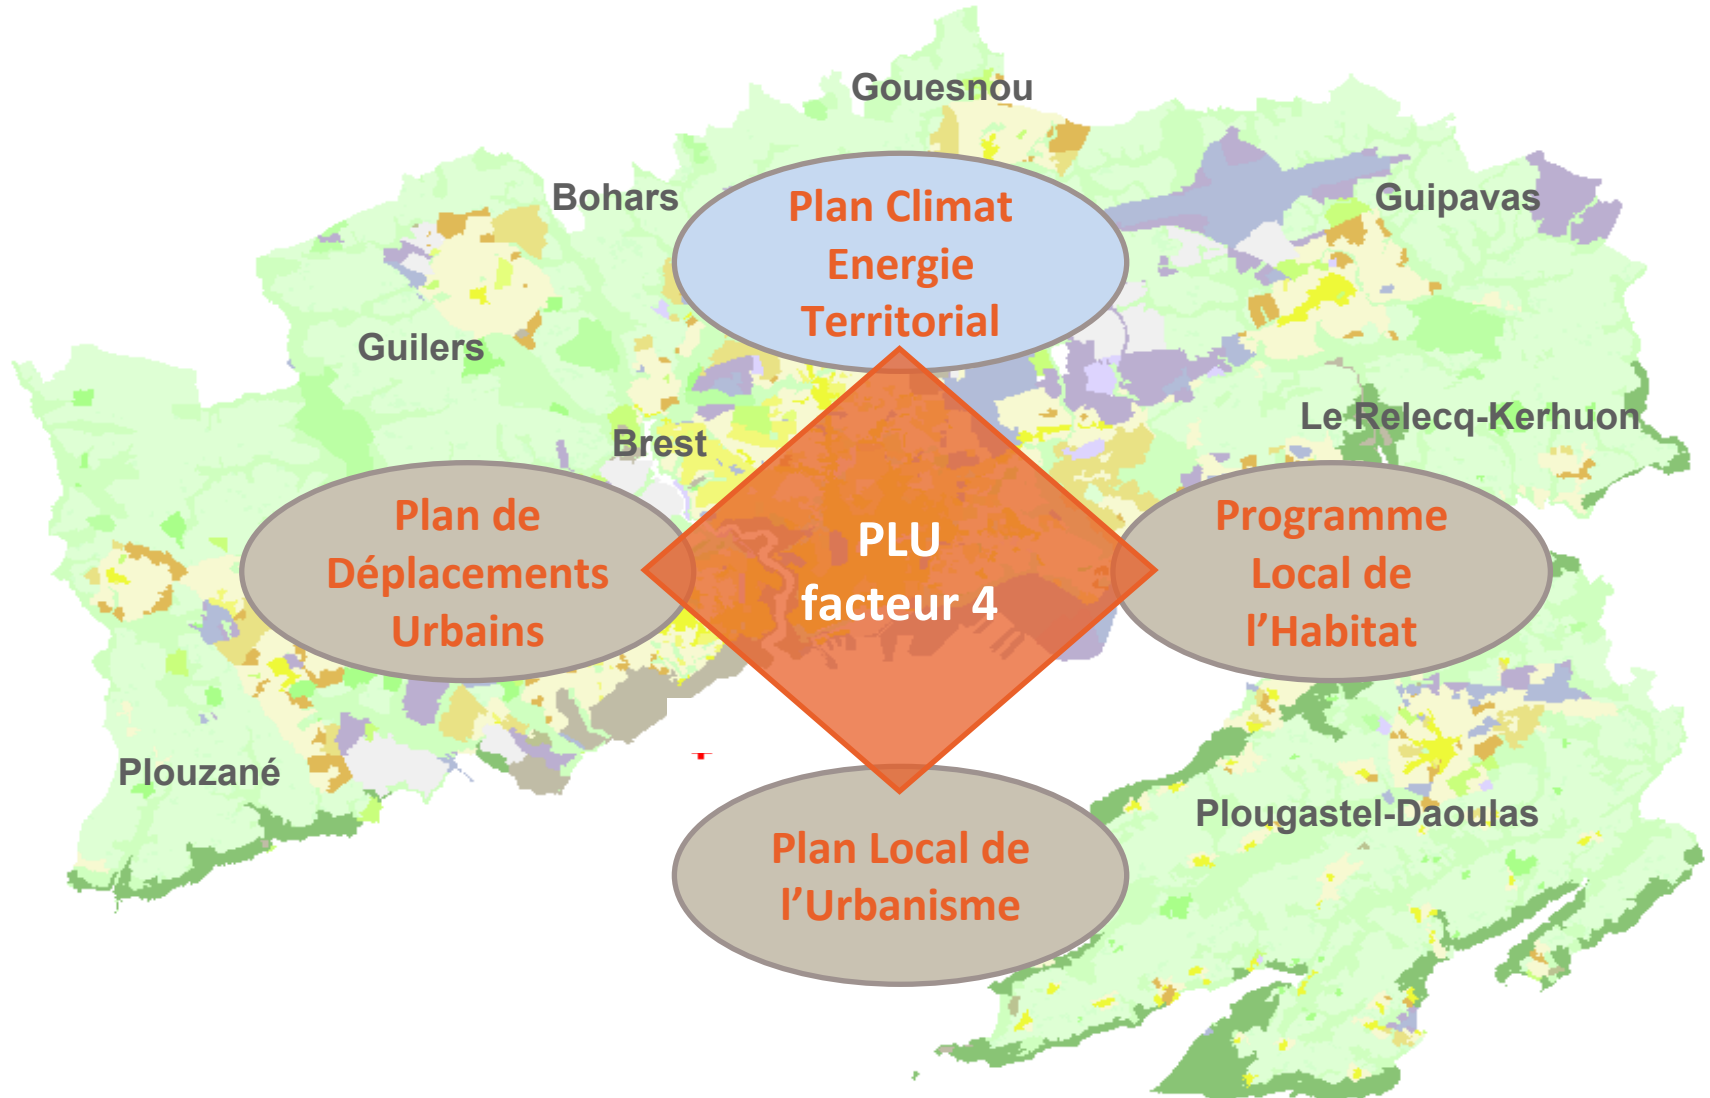 Gouesnou
Bohars
Guipavas
Plan Climat
Energie
Territorial
Guilers
Le Relecq-Kerhuon
Brest
Plan de
Déplacements
Urbains
PLU
facteur 4
Programme
Local de
l’Habitat
Plouzané
Plougastel-Daoulas
Plan Local de
l’Urbanisme